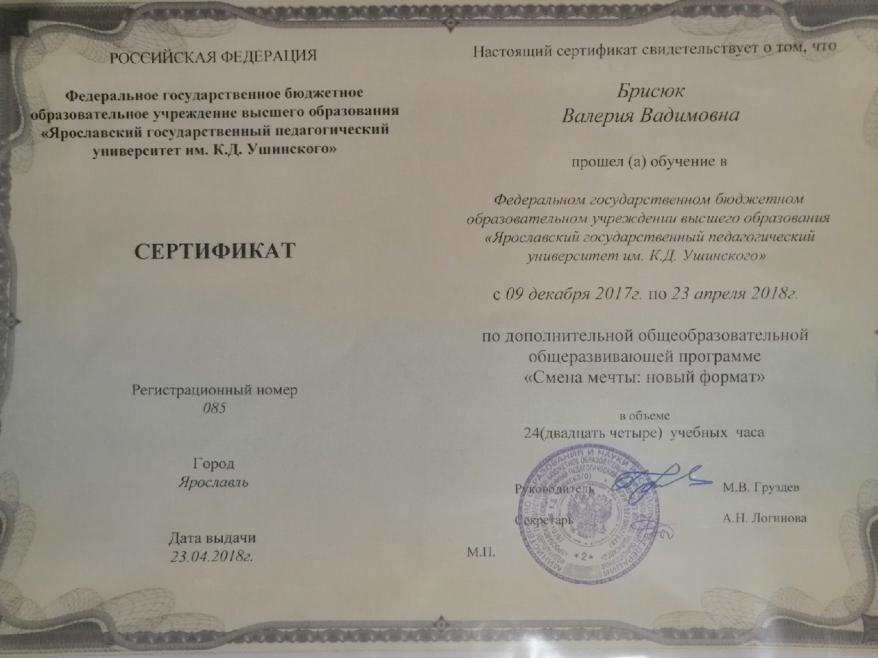 РОССИЙСКАЯ ФЕДЕРАЦИЯ
Федеральное государственное бюджетное
образовательное учреждение высшего образования
«Ярославский государственный педагогический
университет им. К.Д. Ушинского»
СЕРТИФИКАТ
Регистрационный номер
085
Город
Ярославль
Дата выдачи
23.04.2018г.
Настоящий сертификат свидетельствует о том, что
Брисюк
Валерия Вадимовна
прошел (а) обучение в
Федеральном государственном бюджетном
образовательном учреждении высшего образования
«Ярославский государственный педагогический
университет им. К.Д. Ушинского»
с 09 декабря 2017г. по 23 апреля 2018г.
по дополнительной общеобразовательной
общеразвивающей программе
«Смена мечты: новый формат»
в объеме
24(двадцать четыре) учебных часа
Руководитель М.В. Груздев
Секретарь А.Н. Логинова
М.П.
*2*